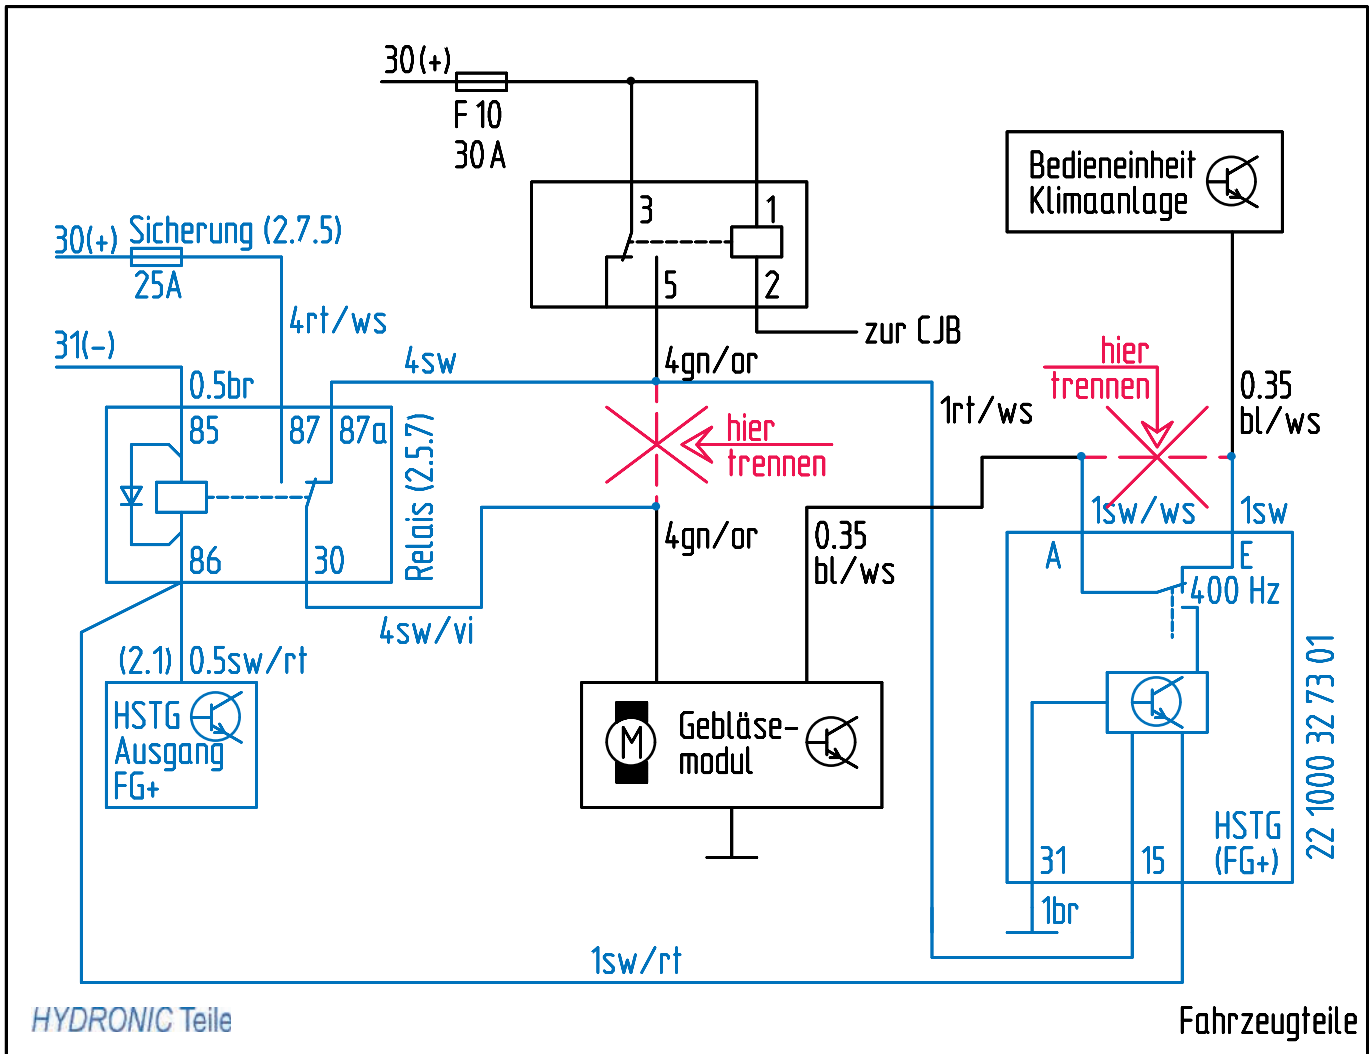 30(+)
F 10
30 A
3
1
5
2
zur CJB
Bedieneinheit
Klimaanlage
30(+)
Sicherung (2.7.5)
25A
4rt/ws
31(-)
0.5br
4sw
4gn/or
85
87
87a
Relais (2.5.7)
86
30
hier
trennen
1rt/ws
hier
trennen
0.35
bl/ws
1sw/ws
1sw
4gn/or
0.35
bl/ws
A
E
400 Hz
4sw/vi
(2.1)
0.5sw/rt
HSTG
Ausgang
FG+
M
Gebläse-
modul
22 1000 32 73 01
HSTG
(FG+)
31
15
1br
1sw/rt
HYDRONIC Teile
Fahrzeugteile